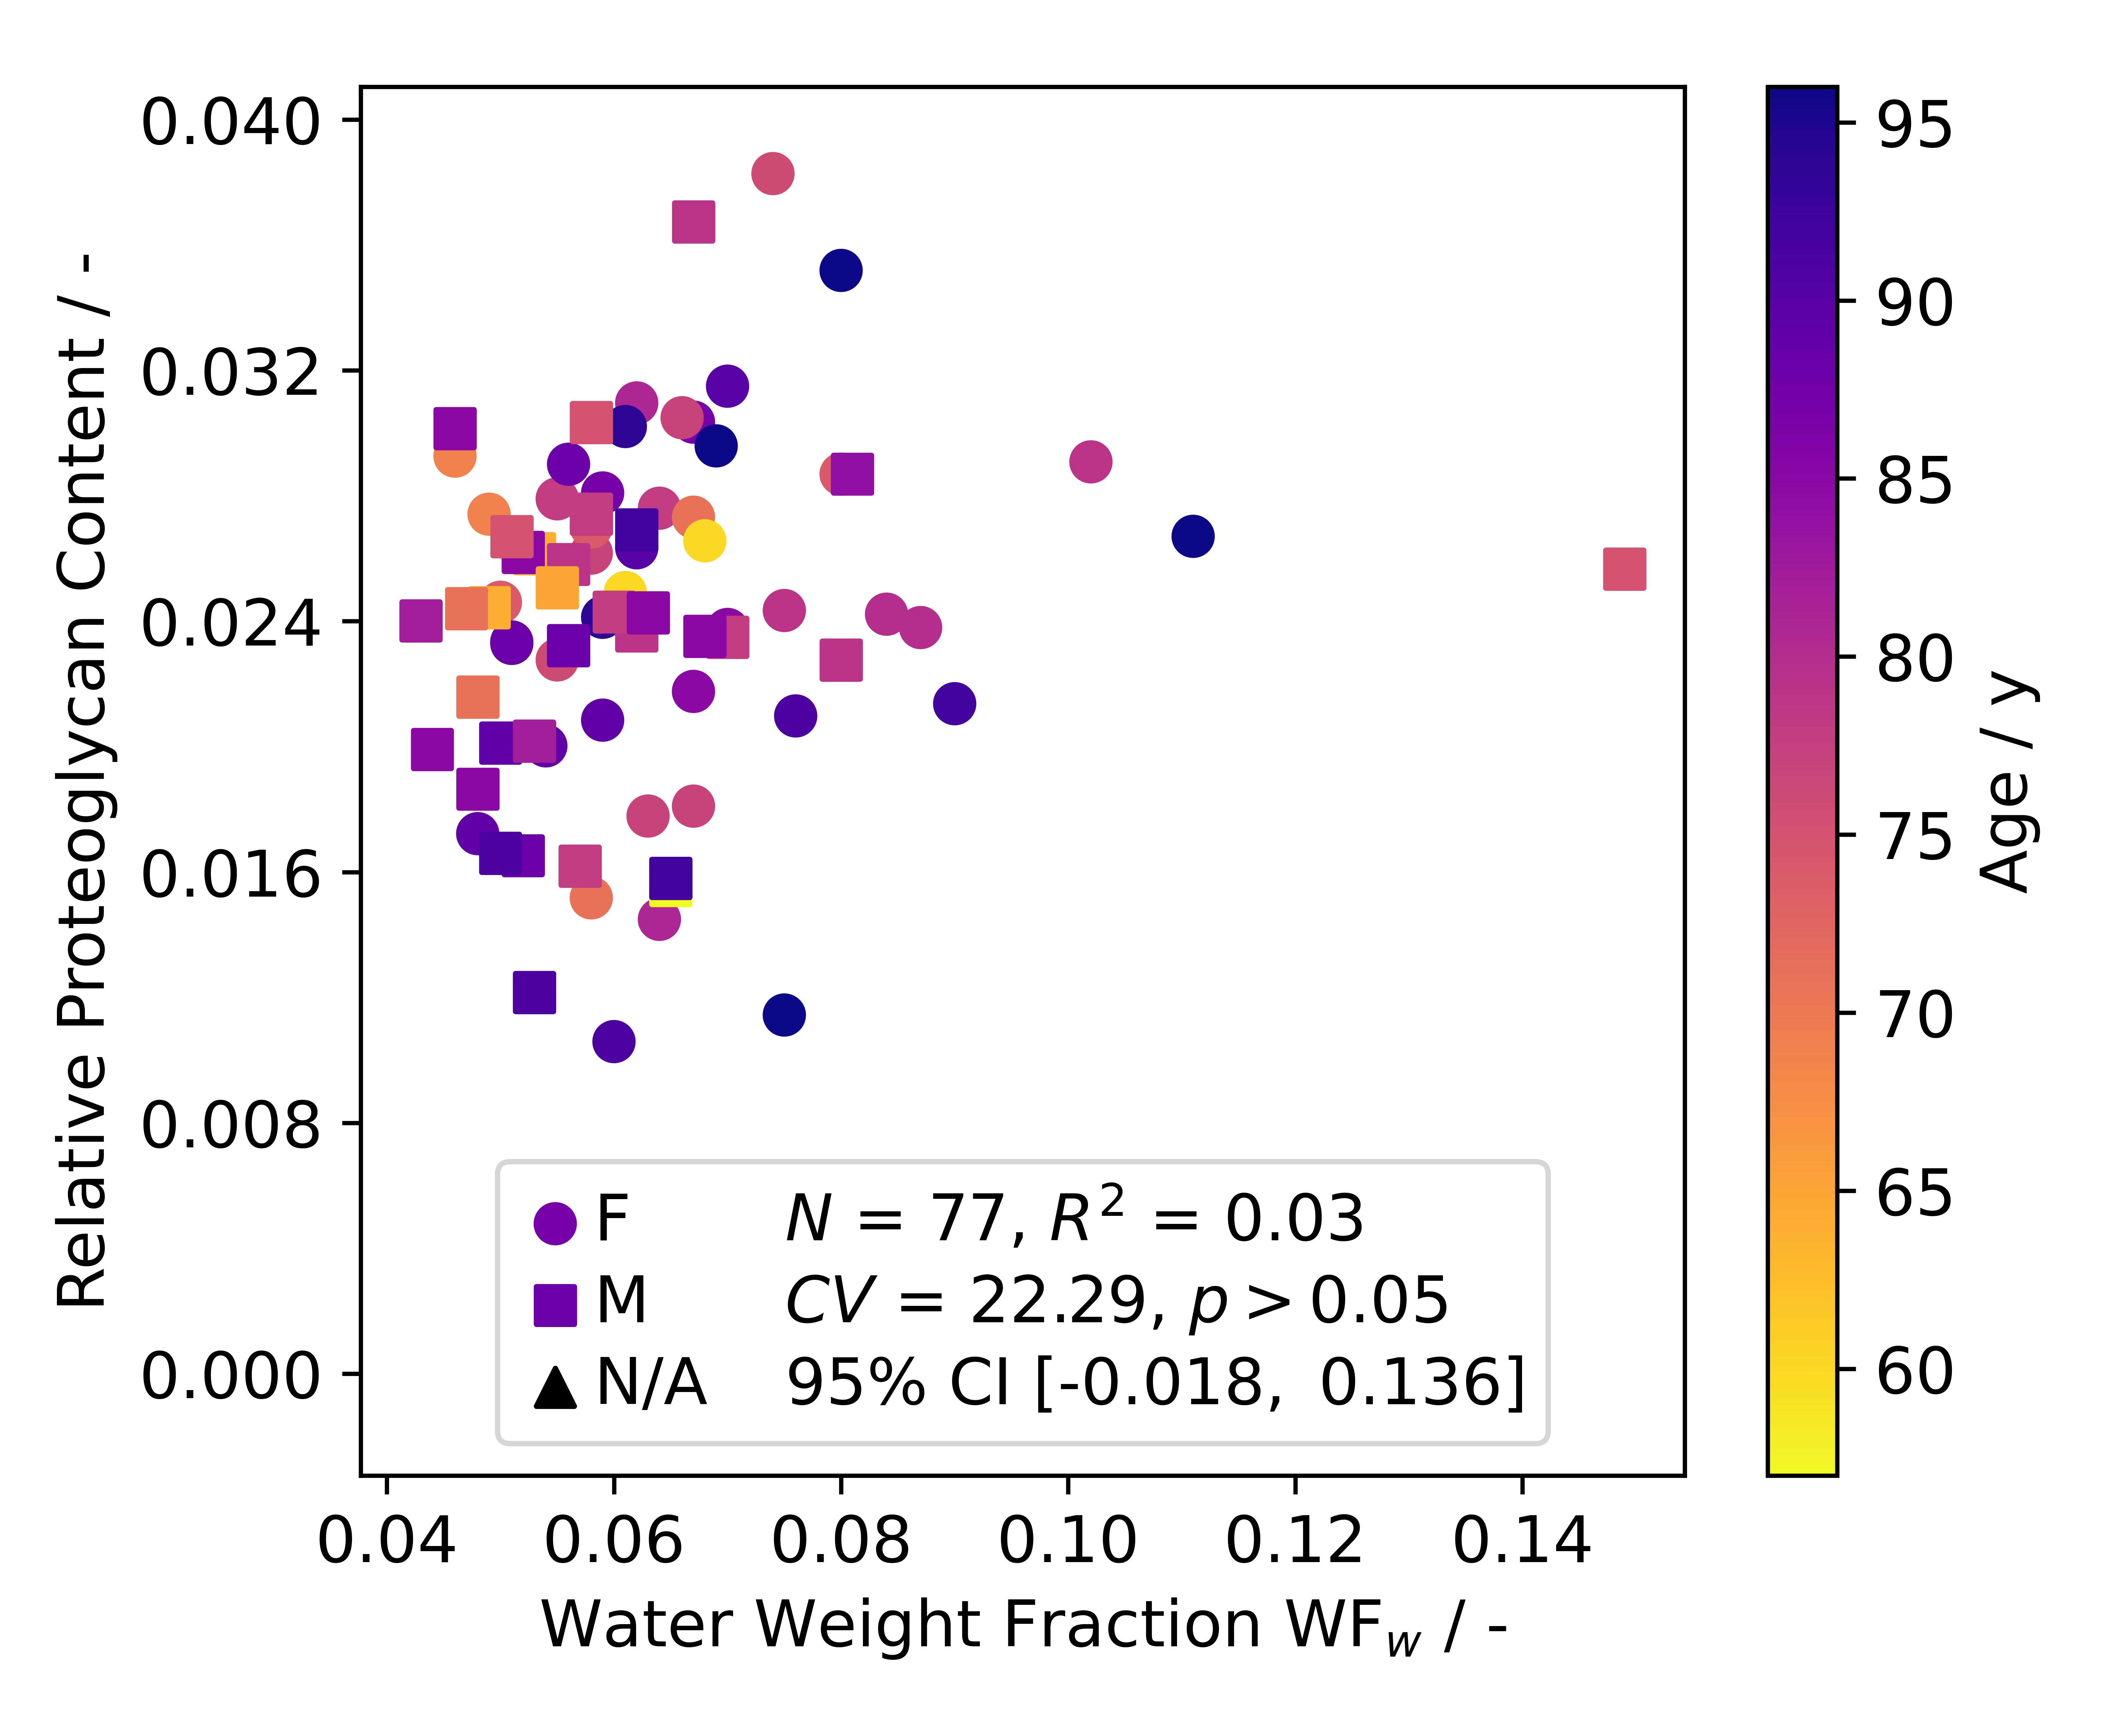 Relative Proteoglycan Content / -
0.040
0.032
0.024
0.016
0.008
0.000
F
M
N/A
N = 77, R² = 0.03
CV = 22.29, p > 0.05
95% CI [-0.018, 0.136]
0.04 0.06 0.08 0.10 0.12 0.14
Water Weight Fraction WF_w / -
95
90
85
80
75
70
65
60
Age / y